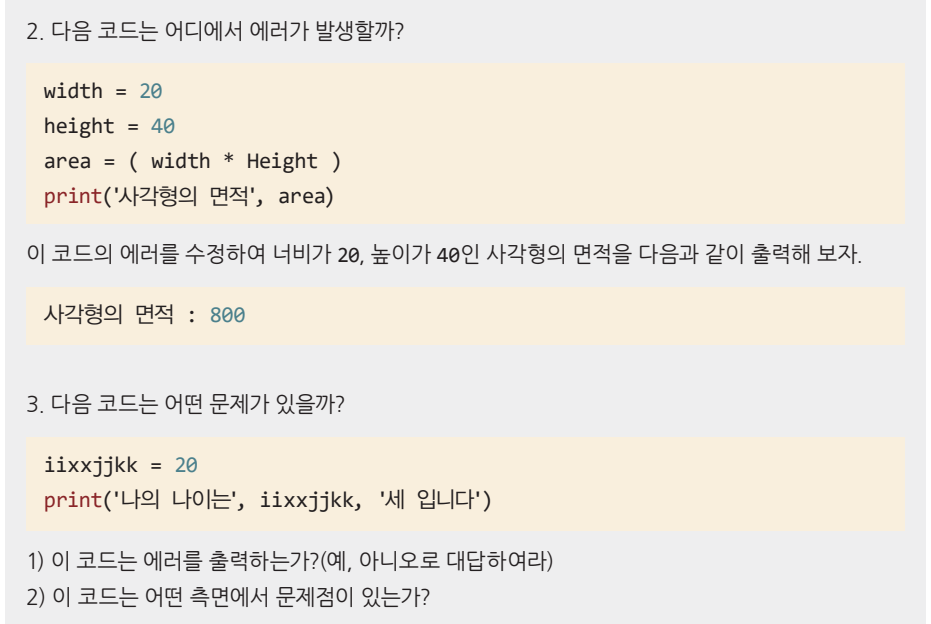 2. 다음 코드는 어디에서 에러가 발생할까?
width = 20
height = 40
area = ( width * Height )
print('사각형의 면적', area)
이 코드의 에러를 수정하여 너비가 20, 높이가 40인 사각형의 면적을 다음과 같이 출력해 보자.
사각형의 면적 : 800
3. 다음 코드는 어떤 문제가 있을까?
iixxjjkk = 20
print('나의 나이는', iixxjjkk, '세 입니다')
1) 이 코드는 에러를 출력하는가?(예, 아니오로 대답하여라)
2) 이 코드는 어떤 측면에서 문제점이 있는가?